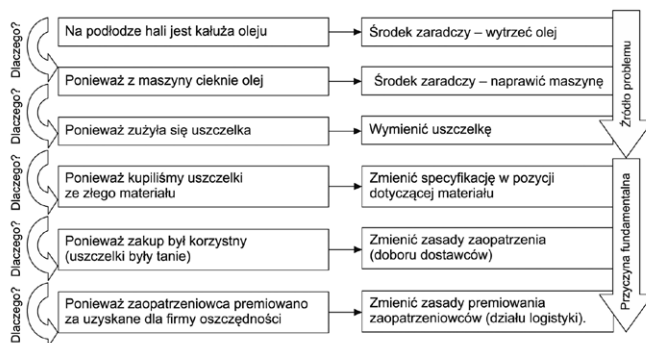 Dlaczego?
Na podłodze hali jest kałuża oleju
Środek zaradczy – wytrzeć olej
Ponieważ z maszyny cieknie olej
Środek zaradczy – naprawić maszynę
Dlaczego?
Ponieważ zużyła się uszczelka
Wymienić uszczelkę
Źródło problemu
Dlaczego?
Ponieważ kupiliśmy uszczelki
ze złego materiału
Zmienić specyfikację w pozycji
dotyczącej materiału
Dlaczego?
Ponieważ zakup był korzystny
(uszczelki były tanie)
Zmienić zasady zaopatrzenia
(doboru dostawców)
Dlaczego?
Ponieważ zaopatrzeniowca premiowano
za uzyskane dla firmy oszczędności
Zmienić zasady premiowania
zaopatrzeniowców (działu logistyki).
Przyczyna fundamentalna